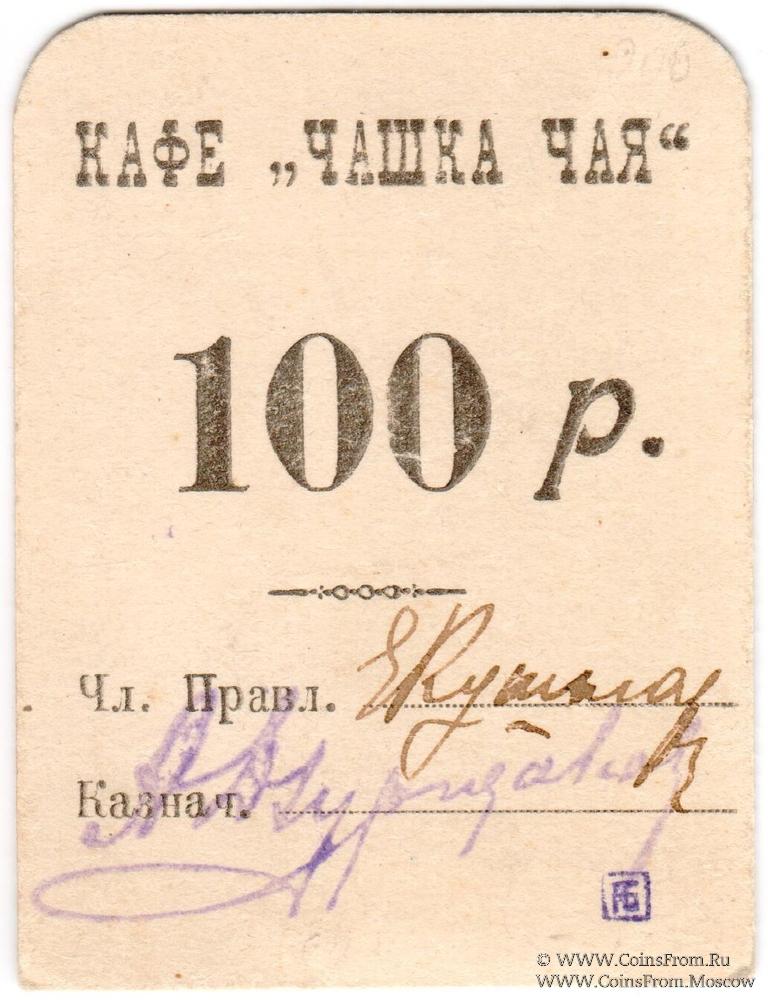 КАФЕ „ЧАШКА ЧАЯ“
100 р.
Чл. Правл.
Казнач.
© WWW.CoinsFrom.Ru
WWW.CoinsFrom.Moscow